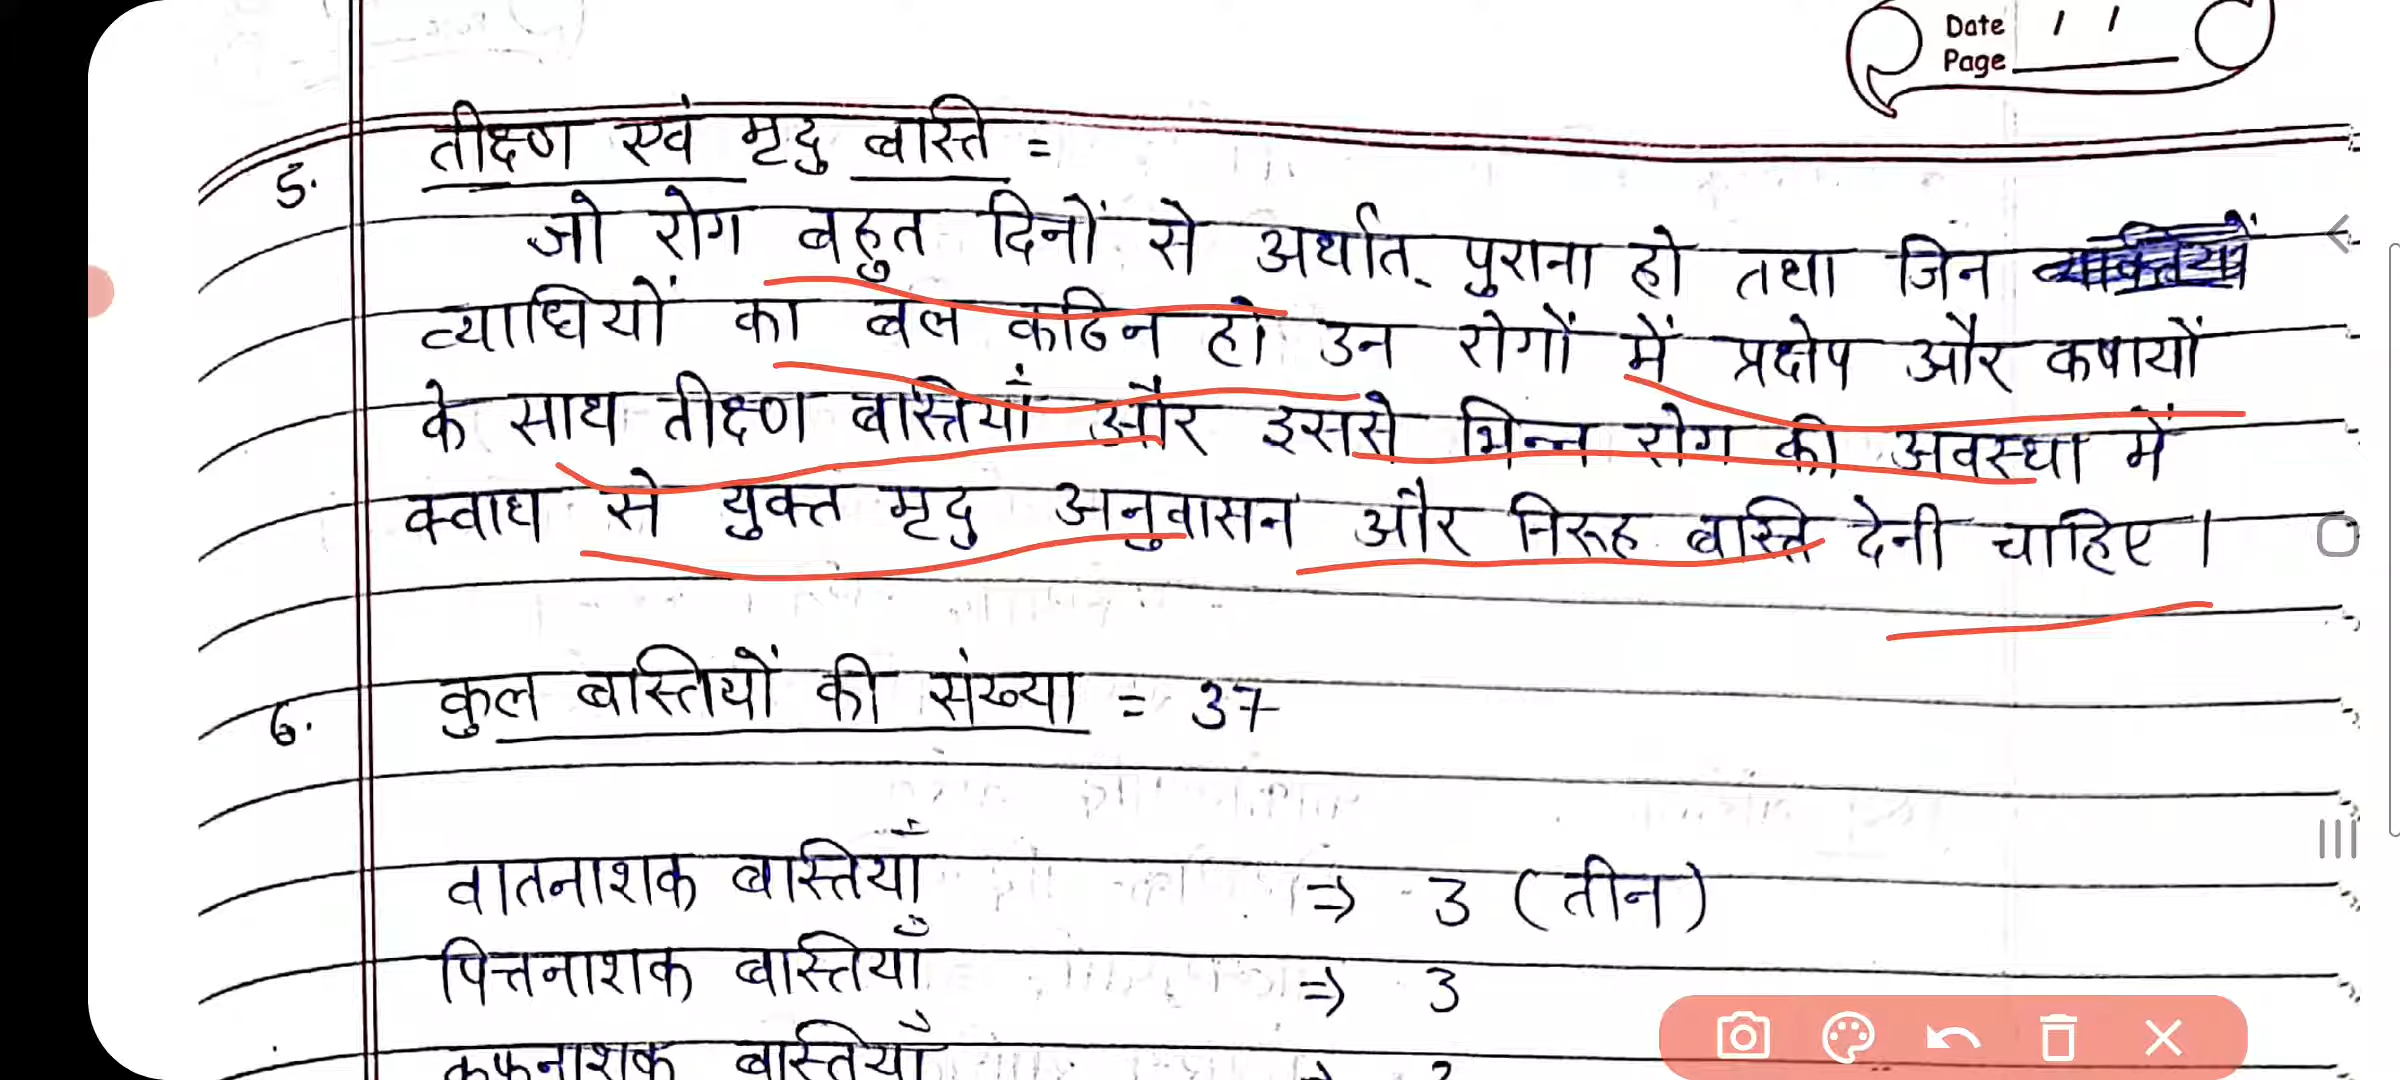 Date / /
Page
5. तीक्ष्ण एवं मृदु बास्ति =
जो रोग बहुत दिनों से अर्थात् पुराना हो तथा जिन
व्याधियों का बल कठिन हो उन रोगों में प्रक्षेप और कषायों
के साथ तीक्ष्ण बास्तियाँ और इससे भिन्न रोग की अवस्था में
क्वाथ से युक्त मृदु अनुवासन और निरूह बास्ति देनी चाहिए।
6. कुल बास्तियों की संख्या = 37
वातनाशक बास्तियाँ => 3 (तीन)
पित्तनाशक बास्तियाँ => 3
कफनाशक बास्तियाँ =>